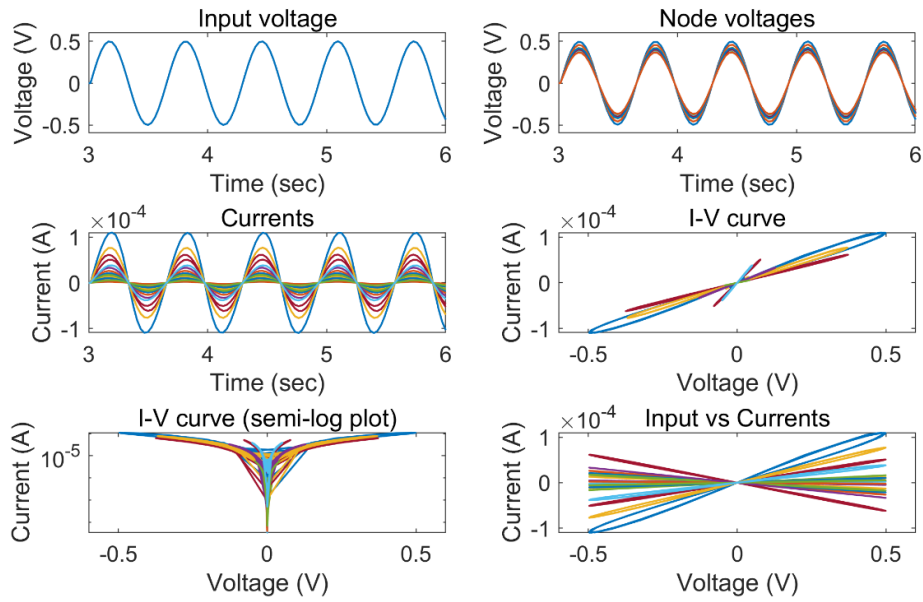 Input voltage
Voltage (V)
0.5
0
-0.5
3
4
5
6
Time (sec)
Node voltages
Voltage (V)
0.5
0
-0.5
3
4
5
6
Time (sec)
Currents
×10-4
Current (A)
1
0
-1
3
4
5
6
Time (sec)
I-V curve
×10-4
Current (A)
1
0
-1
-0.5
0
0.5
Voltage (V)
I-V curve (semi-log plot)
Current (A)
10-5
-0.5
0
0.5
Voltage (V)
Input vs Currents
×10-4
Current (A)
1
0
-1
-0.5
0
0.5
Voltage (V)